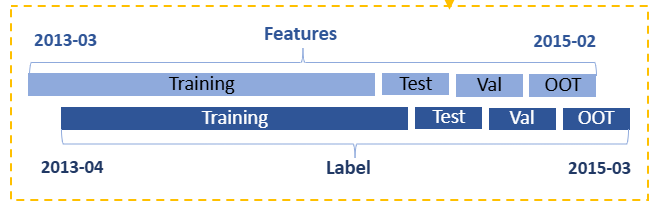 Features
2013-03
2015-02
Training Test Val OOT
Training Test Val OOT
2013-04
Label
2015-03